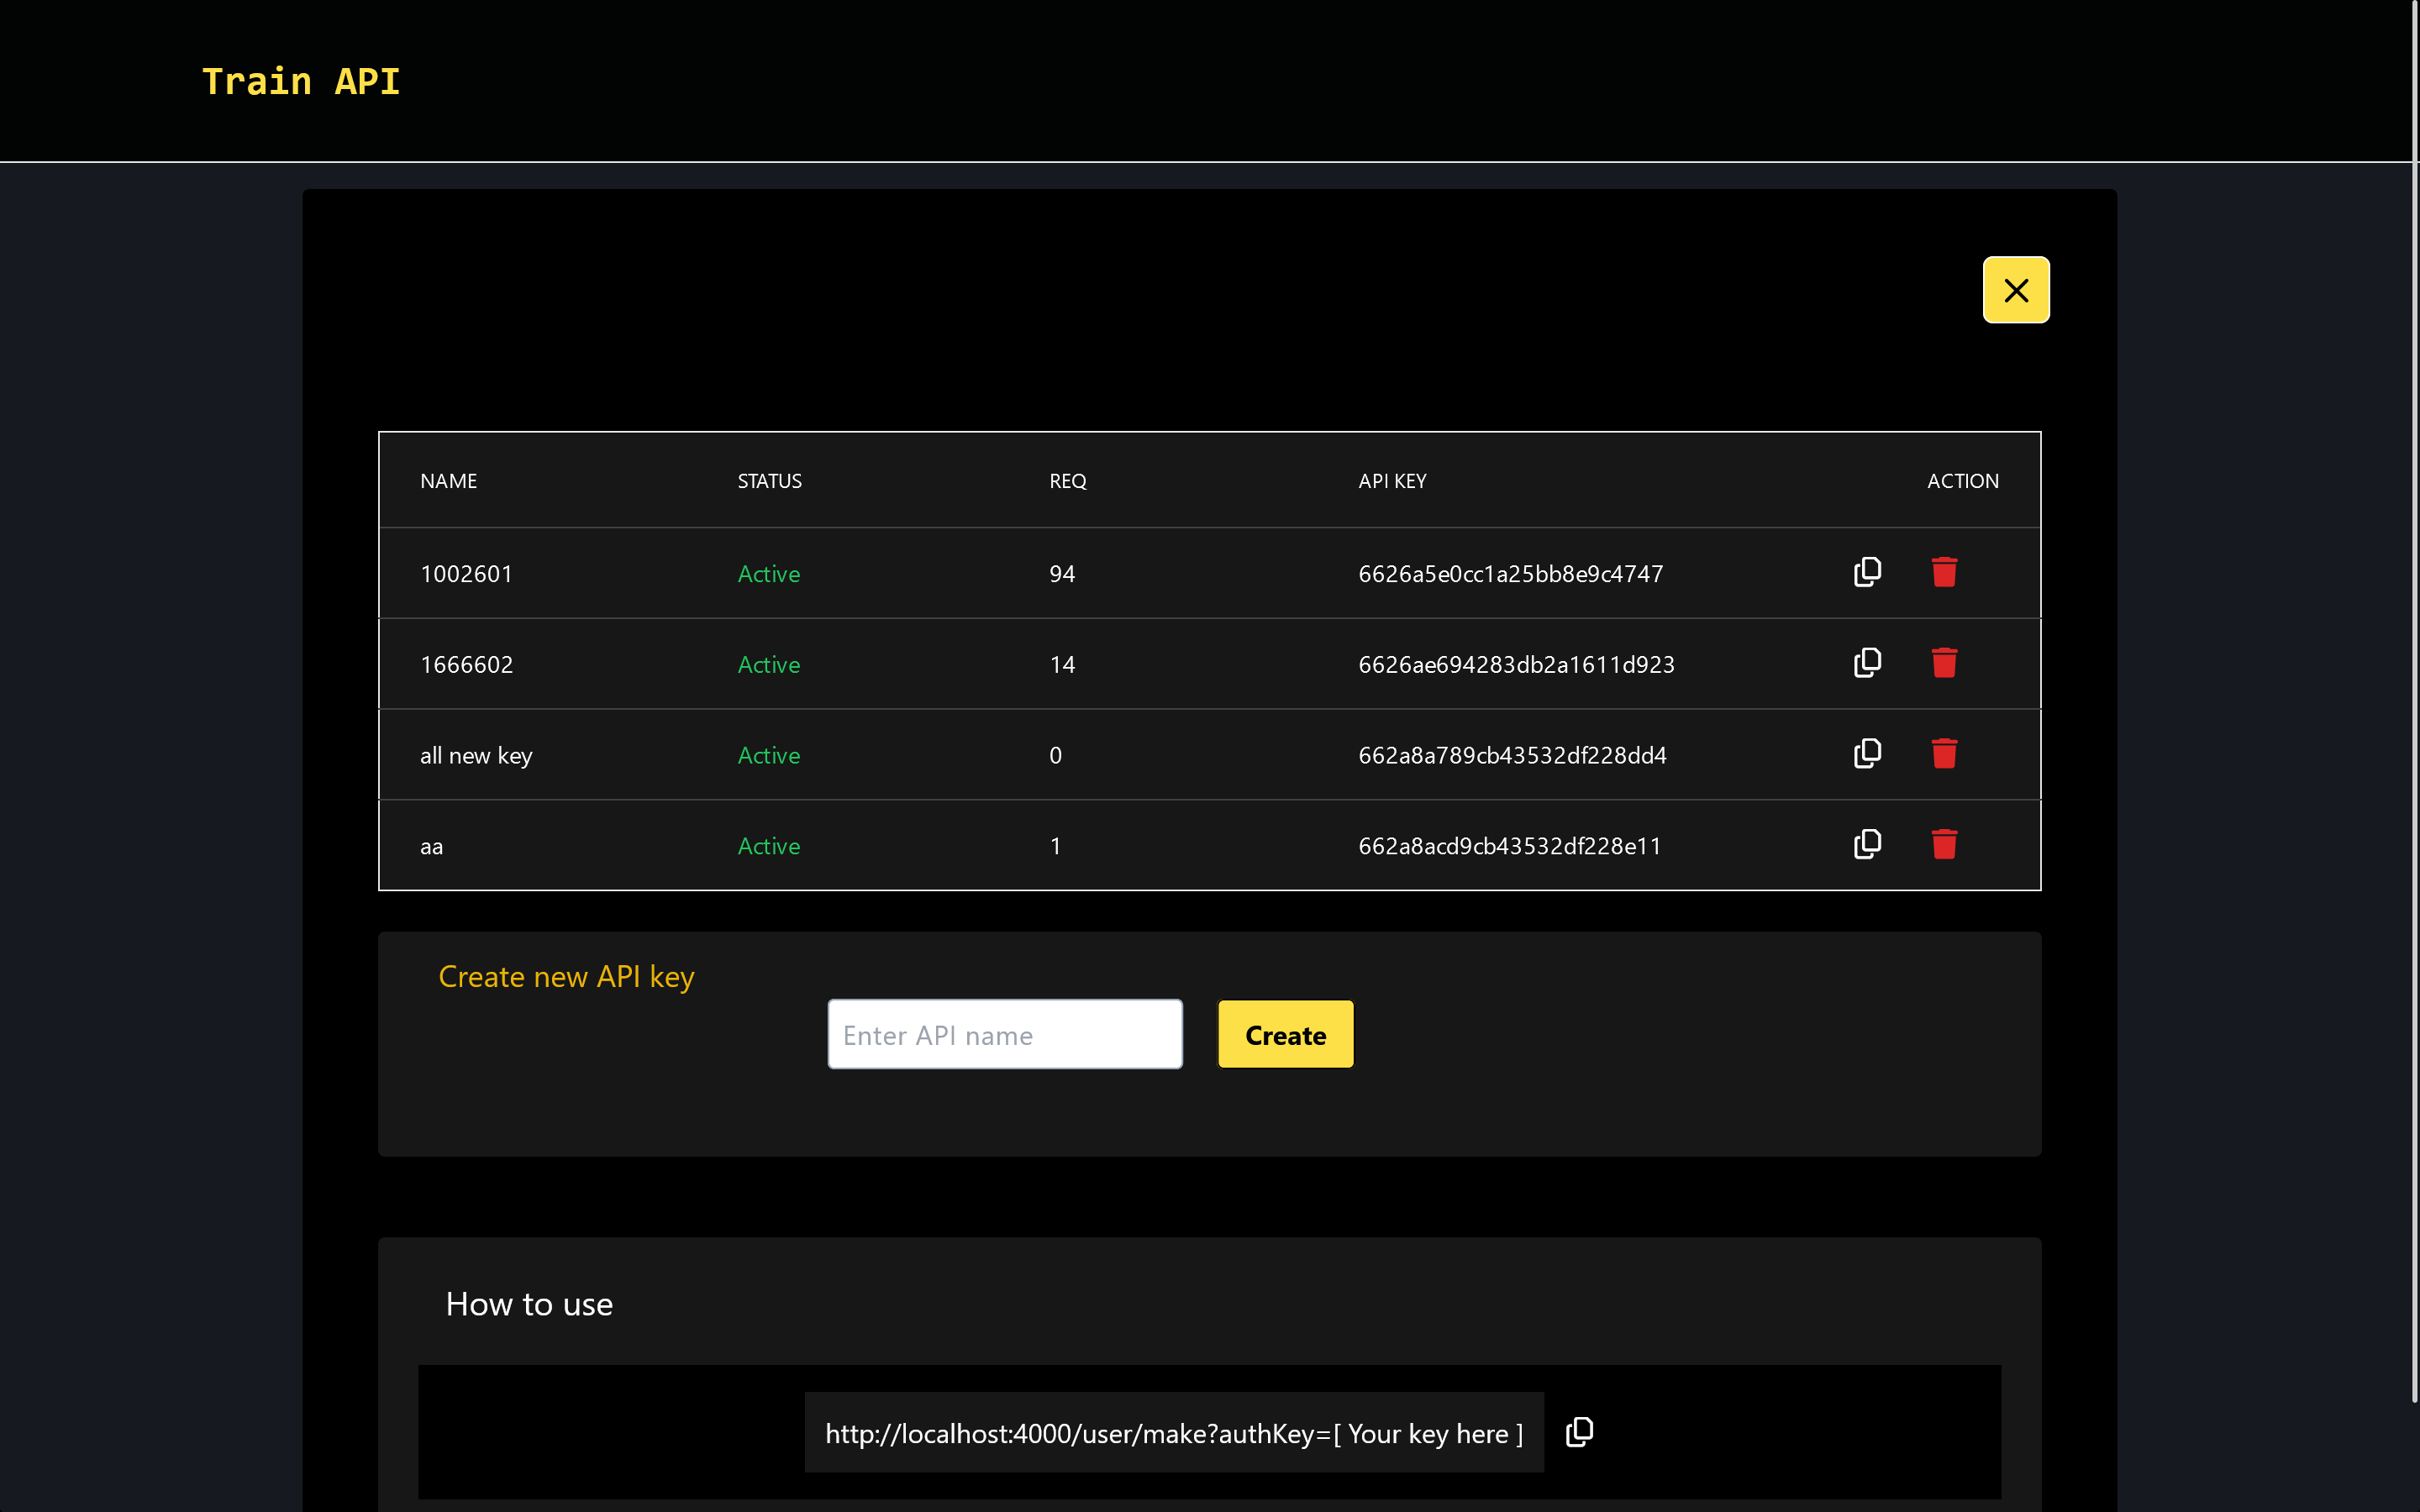 Train API
NAME STATUS REQ API KEY ACTION
1002601 Active 94 6626a5e0cc1a25bb8e9c4747
1666602 Active 14 6626ae694283db2a1611d923
all new key Active 0 662a8a789cb43532df228dd4
aa Active 1 662a8acd9cb43532df228e11
Create new API key
Enter API name Create
How to use
http://localhost:4000/user/make?authKey=[ Your key here ]